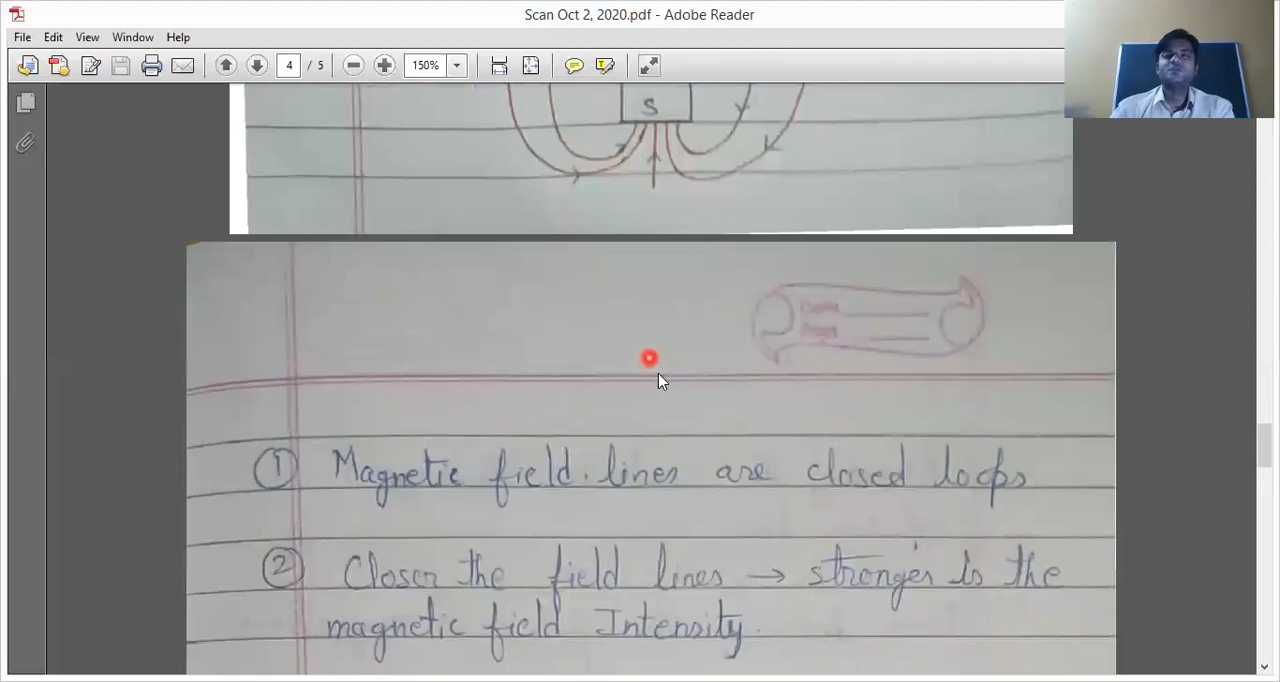 Scan Oct 2, 2020.pdf - Adobe Reader
File Edit View Window Help
4 / 5 150%
S
① Magnetic field lines are closed loops
② Closer the field lines → stronger is the
magnetic field Intensity.